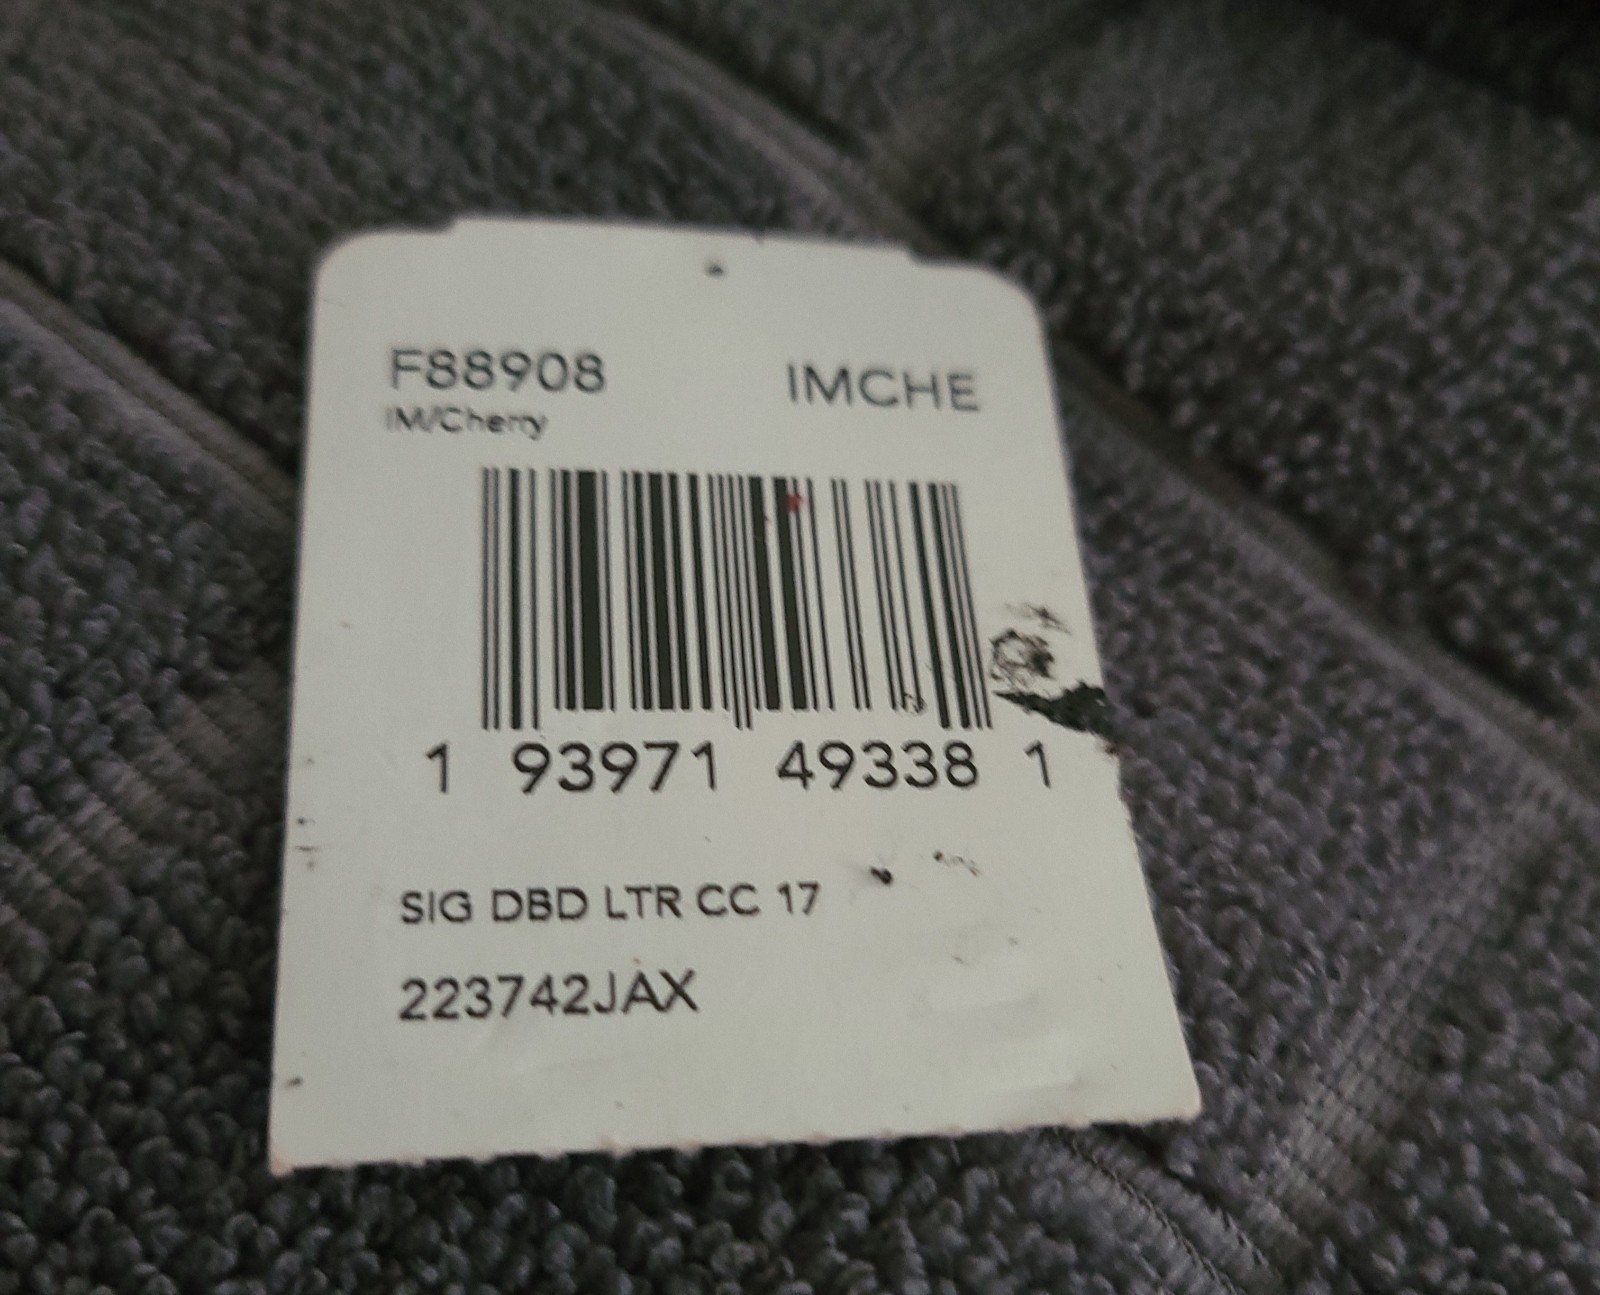 F88908 IMCHE
IM/Cherry
1 93971 49338 1
SIG DBD LTR CC 17
223742JAX